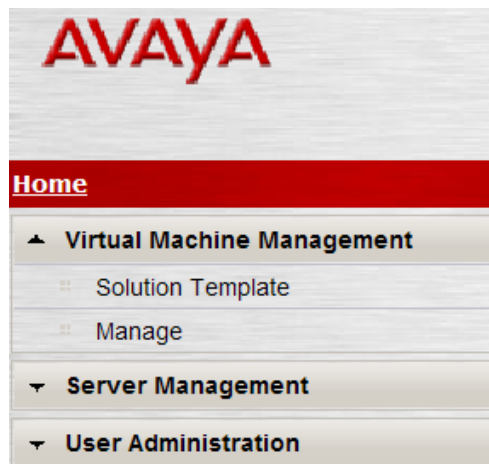 AVAYA
Home
Virtual Machine Management
Solution Template
Manage
Server Management
User Administration